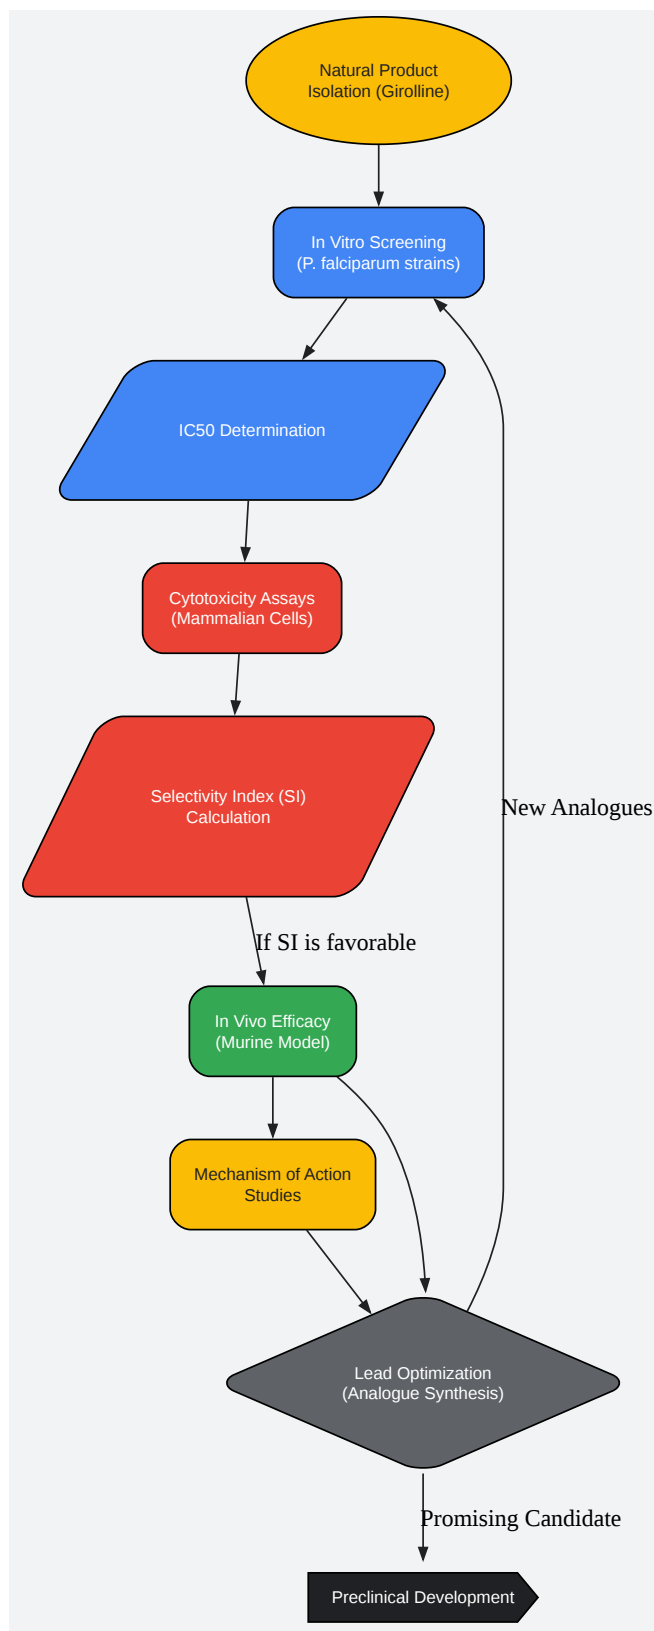 Natural Product
Isolation (Girolline)
In Vitro Screening
(P. falciparum strains)
IC50 Determination
Cytotoxicity Assays
(Mammalian Cells)
Selectivity Index (SI)
Calculation
New Analogues
If SI is favorable
In Vivo Efficacy
(Murine Model)
Mechanism of Action
Studies
Lead Optimization
(Analogue Synthesis)
Promising Candidate
Preclinical Development